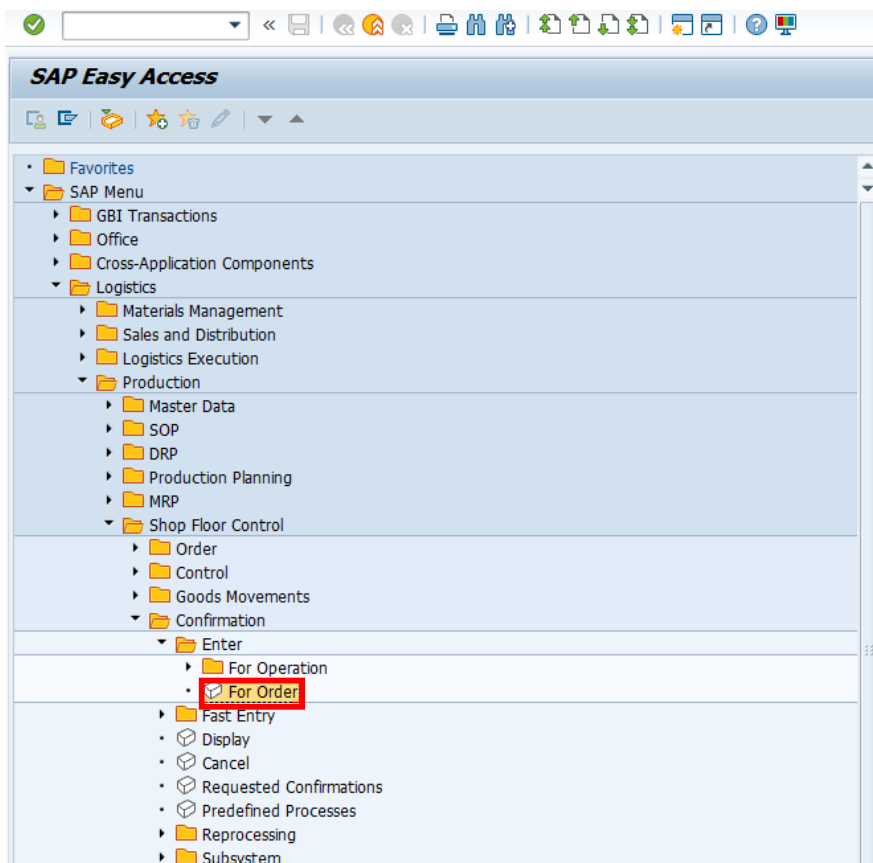 SAP Easy Access
Favorites
SAP Menu
GBI Transactions
Office
Cross-Application Components
Logistics
Materials Management
Sales and Distribution
Logistics Execution
Production
Master Data
SOP
DRP
Production Planning
MRP
Shop Floor Control
Order
Control
Goods Movements
Confirmation
Enter
For Operation
For Order
Fast Entry
Display
Cancel
Requested Confirmations
Predefined Processes
Reprocessing
Subsystem